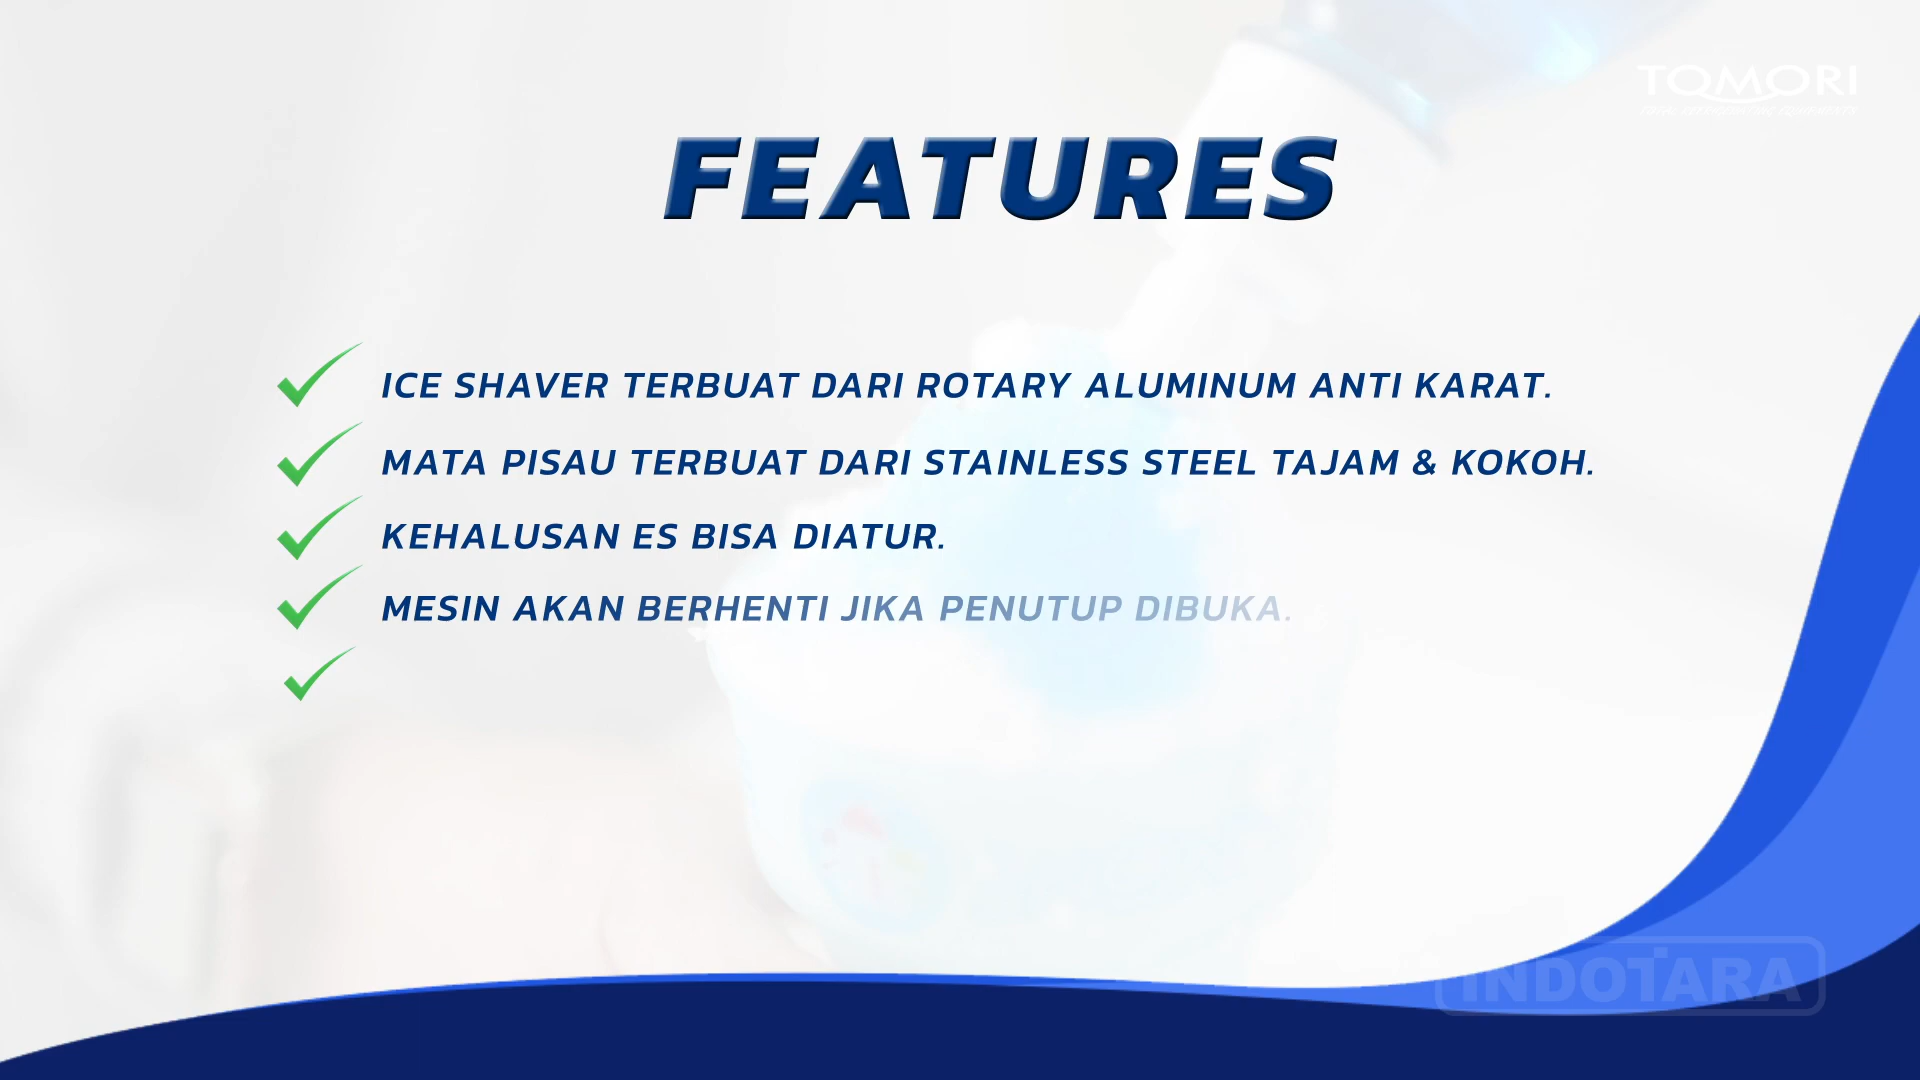 TOMORI
FEATURES
ICE SHAVER TERBUAT DARI ROTARY ALUMINUM ANTI KARAT.
MATA PISAU TERBUAT DARI STAINLESS STEEL TAJAM & KOKOH.
KEHALUSAN ES BISA DIATUR.
MESIN AKAN BERHENTI JIKA PENUTUP DIBUKA.
INDOTARA